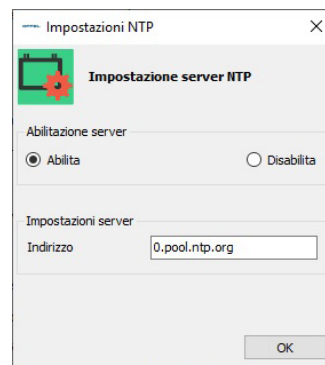 Impostazioni NTP
Impostazione server NTP
Abilitazione server
Abilita
Disabilita
Impostazioni server
Indirizzo
0.pool.ntp.org
OK